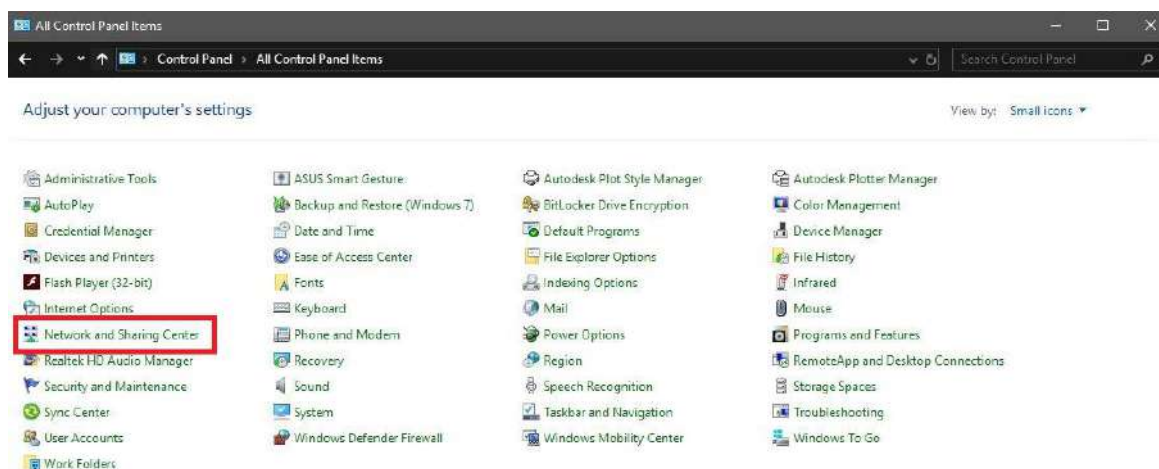 All Control Panel Items
Control Panel › All Control Panel Items
Search Control Panel
Adjust your computer's settings
View by: Small icons
Administrative Tools ASUS Smart Gesture Autodesk Plot Style Manager Autodesk Plotter Manager
AutoPlay Backup and Restore (Windows 7) BitLocker Drive Encryption Color Management
Credential Manager Date and Time Default Programs Device Manager
Devices and Printers Ease of Access Center File Explorer Options File History
Flash Player (32-bit) Fonts Indexing Options Infrared
Internet Options Keyboard Mail Mouse
Network and Sharing Center Phone and Modem Power Options Programs and Features
Realtek HD Audio Manager Recovery Region RemoteApp and Desktop Connections
Security and Maintenance Sound Speech Recognition Storage Spaces
Sync Center System Taskbar and Navigation Troubleshooting
User Accounts Windows Defender Firewall Windows Mobility Center Windows To Go
Work Folders